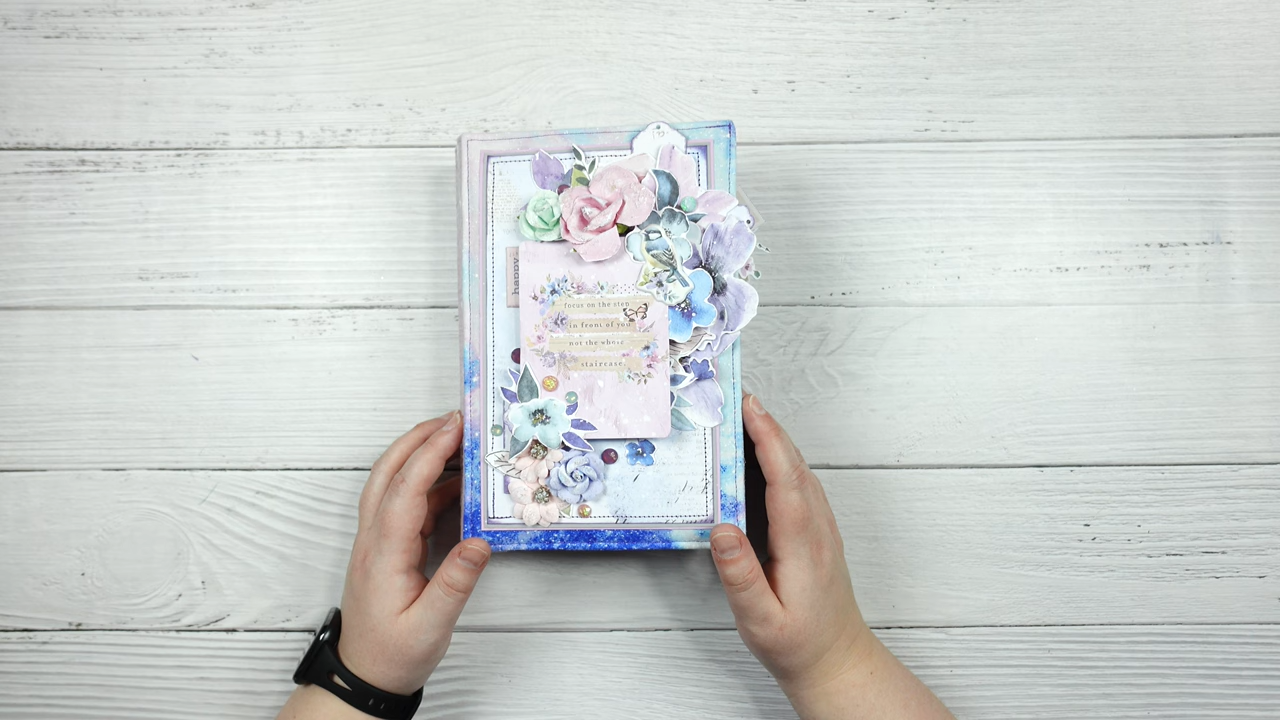 happy
focus on the step
in front of you
not the whole
staircase.